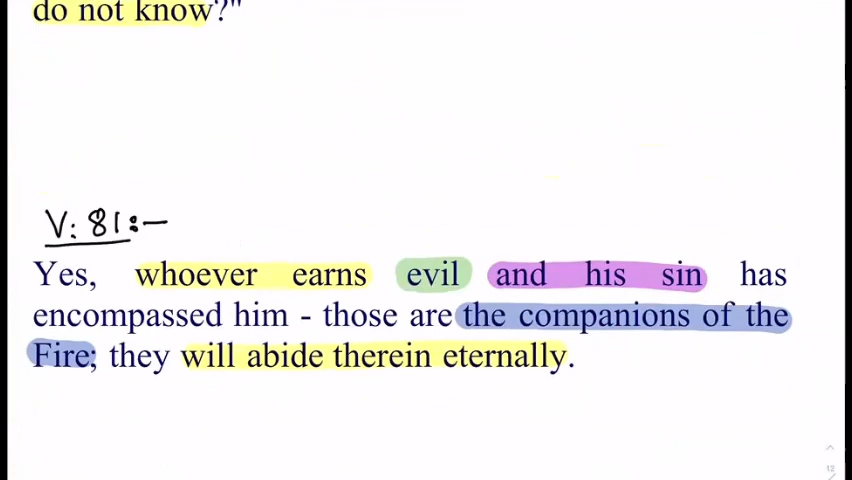 do not know?"
V: 81:-
Yes, whoever earns evil and his sin has
encompassed him - those are the companions of the
Fire; they will abide therein eternally.
12